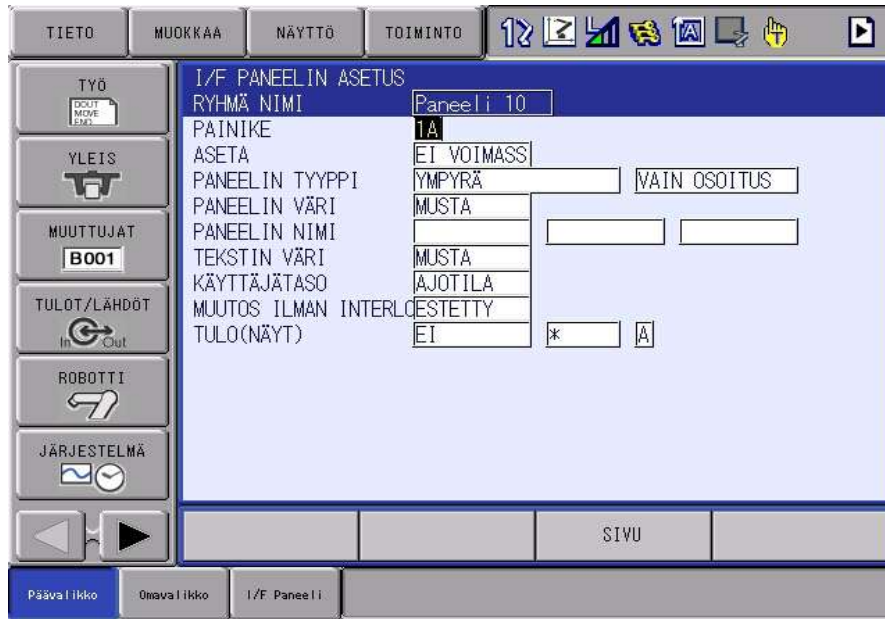 TIETO MUOKKAA NÄYTTÖ TOIMINTO
TYÖ
DOUT
MOVE
END
YLEIS
MUUTTUJAT
B001
TULOT/LÄHDÖT
In Out
ROBOTTI
JÄRJESTELMÄ
I/F PANEELIN ASETUS
RYHMÄ NIMI Paneeli 10
PAINIKE 1A
ASETA EI VOIMASS
PANEELIN TYYPPI YMPYRÄ VAIN OSOITUS
PANEELIN VÄRI MUSTA
PANEELIN NIMI
TEKSTIN VÄRI MUSTA
KÄYTTÄJÄTASO AJOTILA
MUUTOS ILMAN INTERLO ESTETTY
TULO(NÄYT) EI * A
SIVU
Päävalikko Omavalikko I/F Paneeli